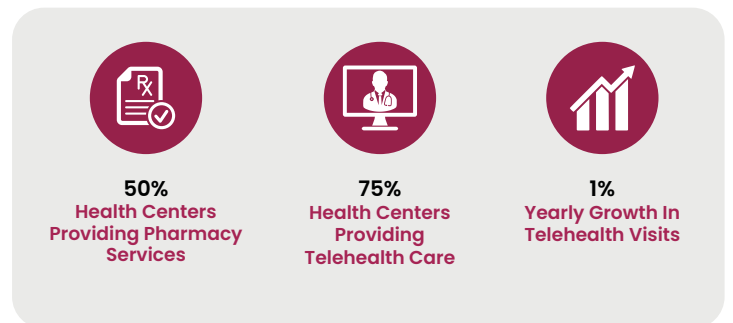 Rx
50%
Health Centers
Providing Pharmacy
Services
75%
Health Centers
Providing
Telehealth Care
1%
Yearly Growth In
Telehealth Visits